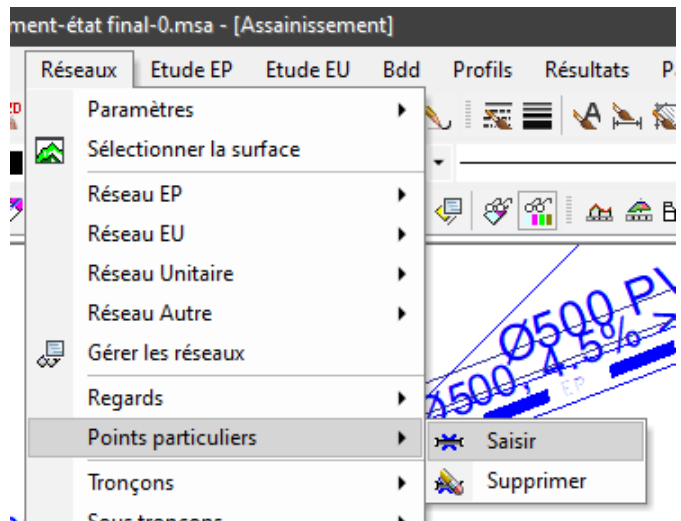 ment-état final-0.msa - [Assainissement]
Réseaux Etude EP Etude EU Bdd Profils Résultats
Paramètres
Sélectionner la surface
Réseau EP
Réseau EU
Réseau Unitaire
Réseau Autre
Gérer les réseaux
Regards
Points particuliers
Saisir
Supprimer
Tronçons
Sous tronçons
Ø500 PV
Ø500, 4.5% >
EP